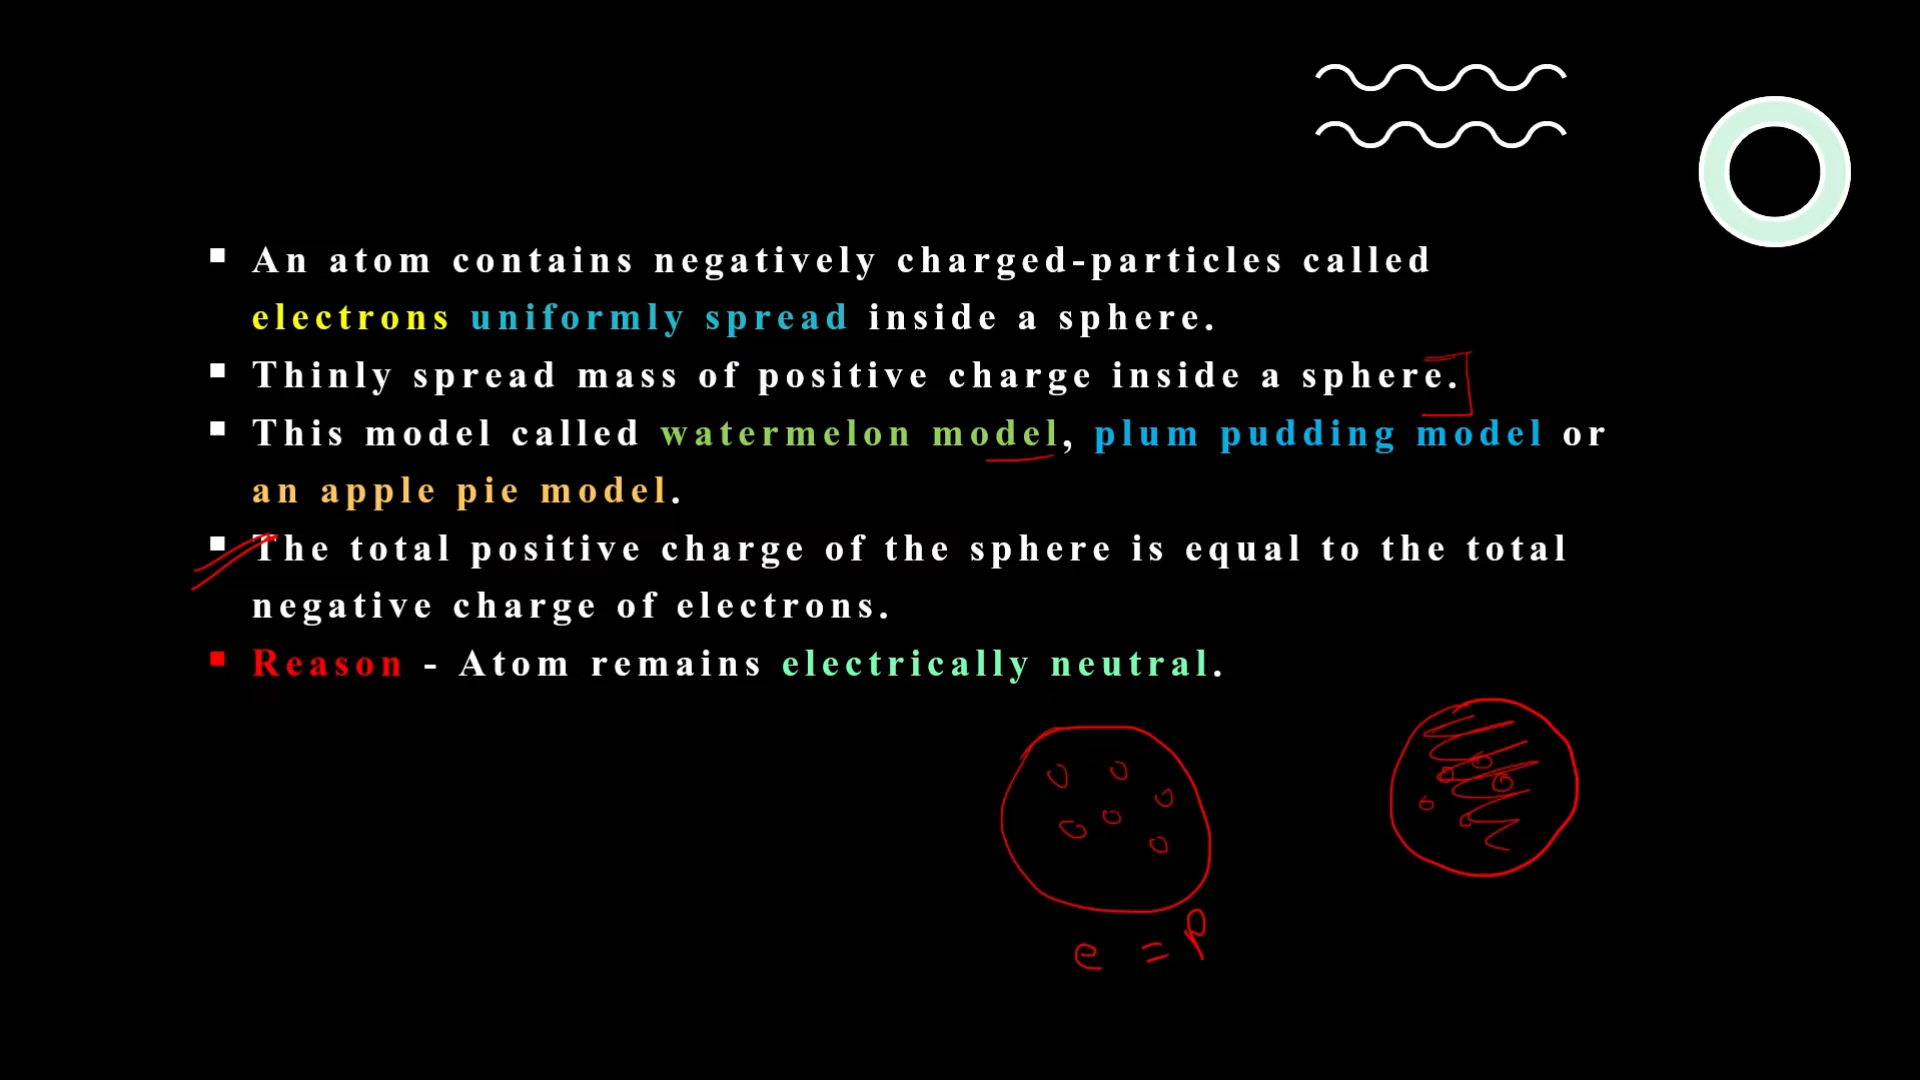 An atom contains negatively charged-particles called
electrons uniformly spread inside a sphere.
Thinly spread mass of positive charge inside a sphere.
This model called watermelon model, plum pudding model or
an apple pie model.
The total positive charge of the sphere is equal to the total
negative charge of electrons.
Reason - Atom remains electrically neutral.
e = P